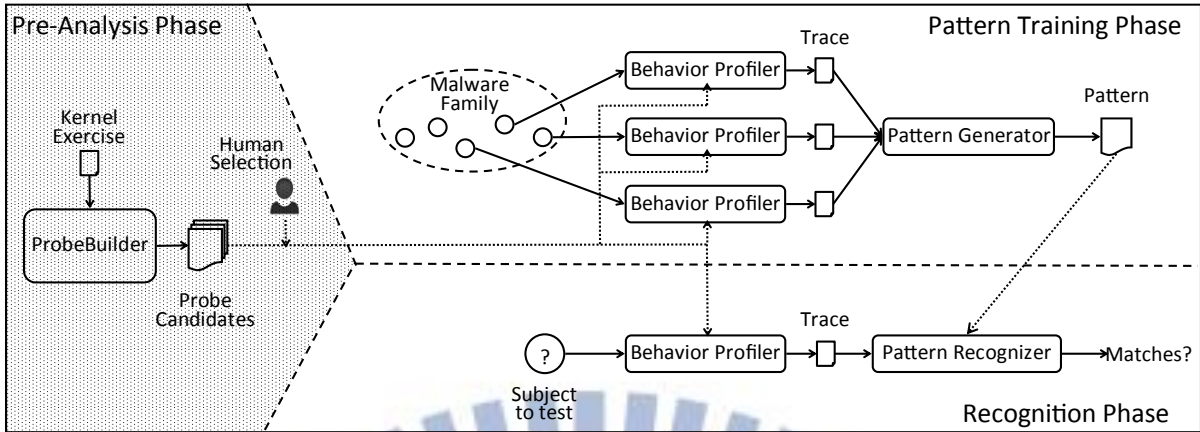 Pre-Analysis Phase
Kernel
Exercise
Human
Selection
ProbeBuilder
Probe
Candidates
Pattern Training Phase
Malware
Family
Behavior Profiler
Trace
Behavior Profiler
Behavior Profiler
Pattern Generator
Pattern
?
Subject
to test
Behavior Profiler
Trace
Pattern Recognizer
Matches?
Recognition Phase